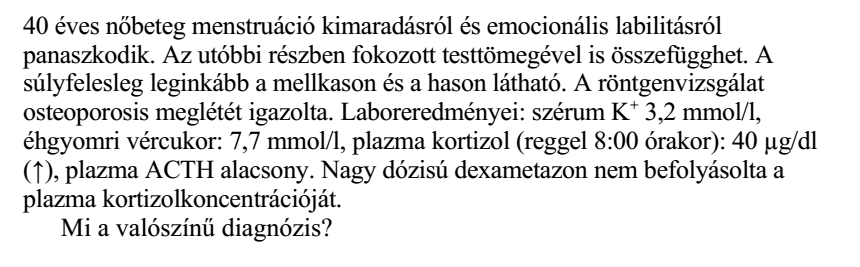 40 éves nőbeteg menstruáció kimaradásról és emocionális labilitásról
panaszkodik. Az utóbbi részben fokozott testtömegével is összefügghet. A
súlyfelesleg leginkább a mellkason és a hason látható. A röntgenvizsgálat
osteoporosis meglétét igazolta. Laboreredményei: szérum K⁺ 3,2 mmol/l,
éhgyomri vércukor: 7,7 mmol/l, plazma kortizol (reggel 8:00 órakor): 40 µg/dl
(↑), plazma ACTH alacsony. Nagy dózisú dexametazon nem befolyásolta a
plazma kortizolkoncentrációját.
Mi a valószínű diagnózis?